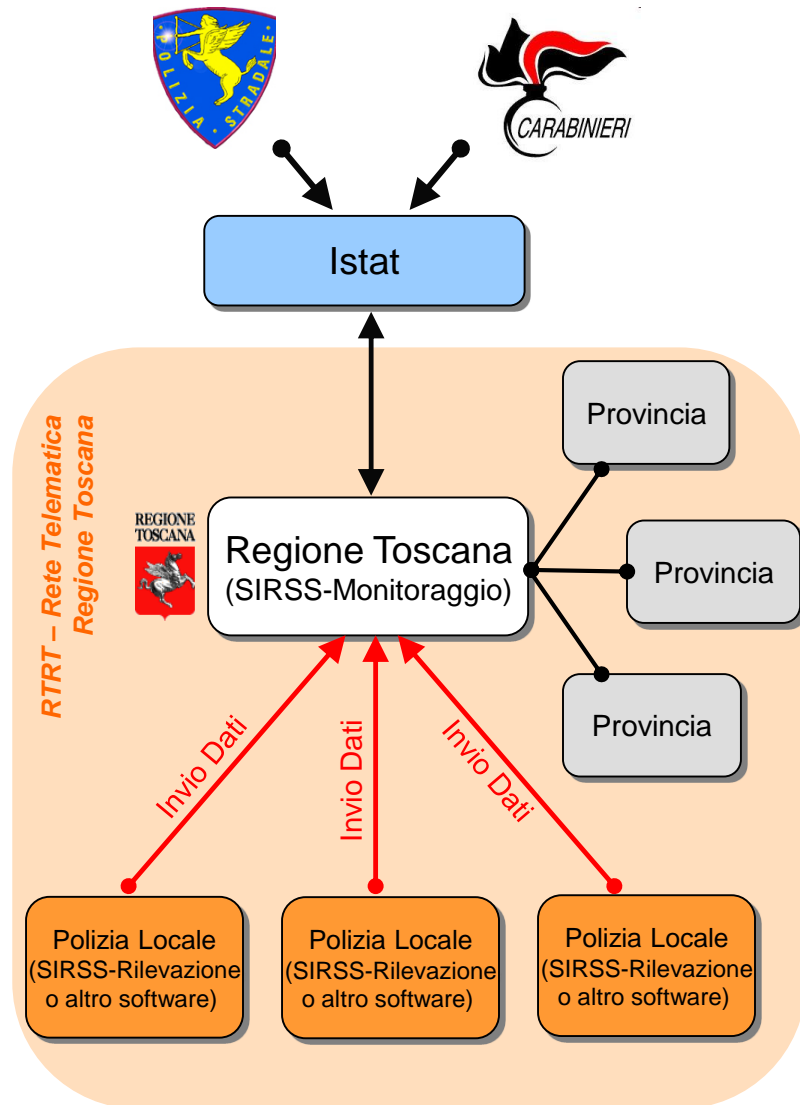 POLIZIA · STRADALE
CARABINIERI
Istat
RTRT – Rete Telematica
Regione Toscana
Provincia
REGIONE
TOSCANA
Regione Toscana
(SIRSS-Monitoraggio)
Provincia
Provincia
Invio Dati
Invio Dati
Invio Dati
Polizia Locale
(SIRSS-Rilevazione
o altro software)
Polizia Locale
(SIRSS-Rilevazione
o altro software)
Polizia Locale
(SIRSS-Rilevazione
o altro software)